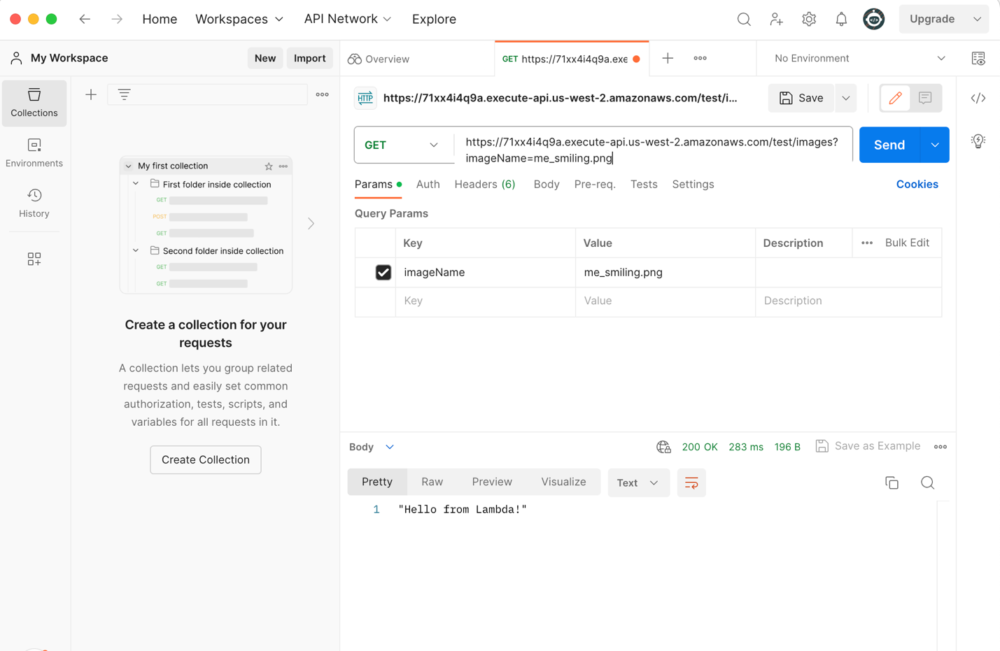 Home Workspaces API Network Explore Upgrade
My Workspace New Import
Overview GET https://71xx4i4q9a.exe No Environment
Collections
Environments
History
My first collection
First folder inside collection
GET
POST
GET
Second folder inside collection
GET
GET
Create a collection for your
requests
A collection lets you group related
requests and easily set common
authorization, tests, scripts, and
variables for all requests in it.
Create Collection
HTTP https://71xx4i4q9a.execute-api.us-west-2.amazonaws.com/test/i... Save
GET https://71xx4i4q9a.execute-api.us-west-2.amazonaws.com/test/images?
imageName=me_smiling.png
Send
Params Auth Headers (6) Body Pre-req. Tests Settings Cookies
Query Params
Key Value Description Bulk Edit
imageName me_smiling.png
Key Value Description
Body 200 OK 283 ms 196 B Save as Example
Pretty Raw Preview Visualize Text
1 "Hello from Lambda!"